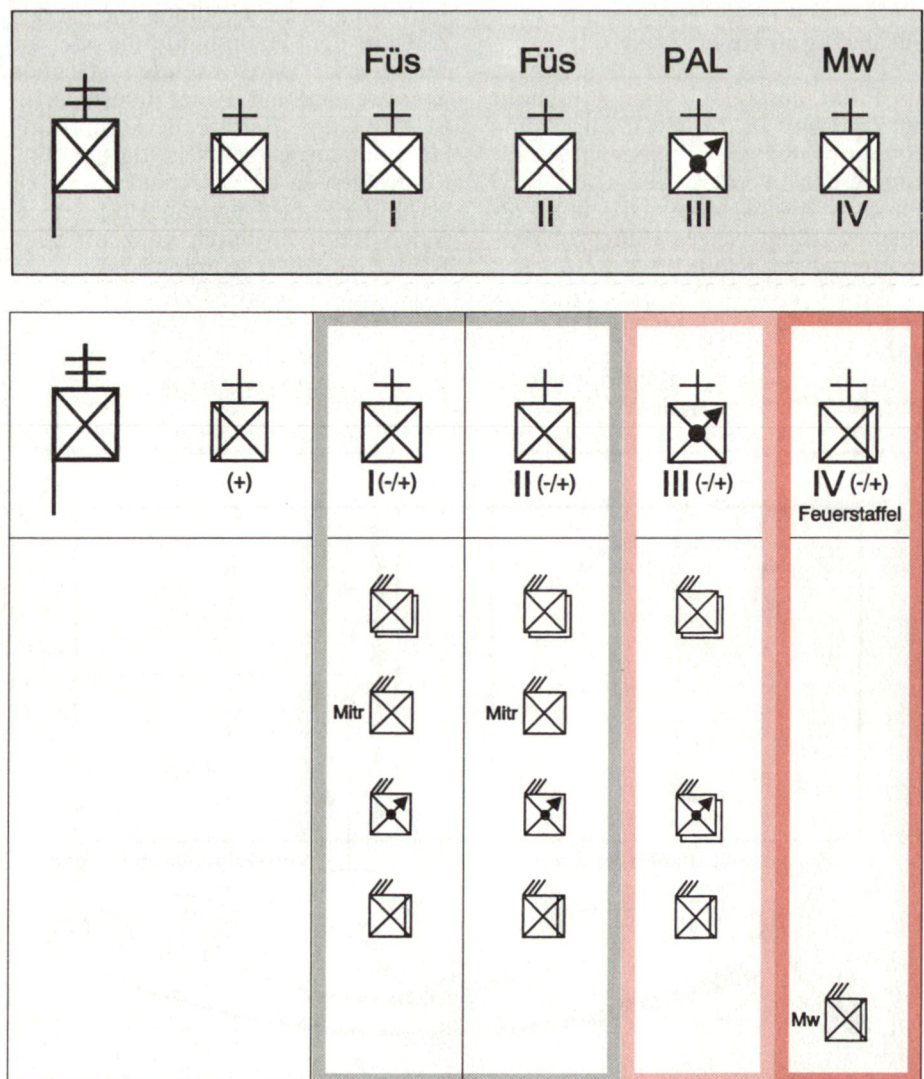 Füs Füs PAL Mw
I II III IV
(+) I (-/+) II (-/+) III (-/+) IV (-/+)
Feuerstaffel
Mitr Mitr
Mw